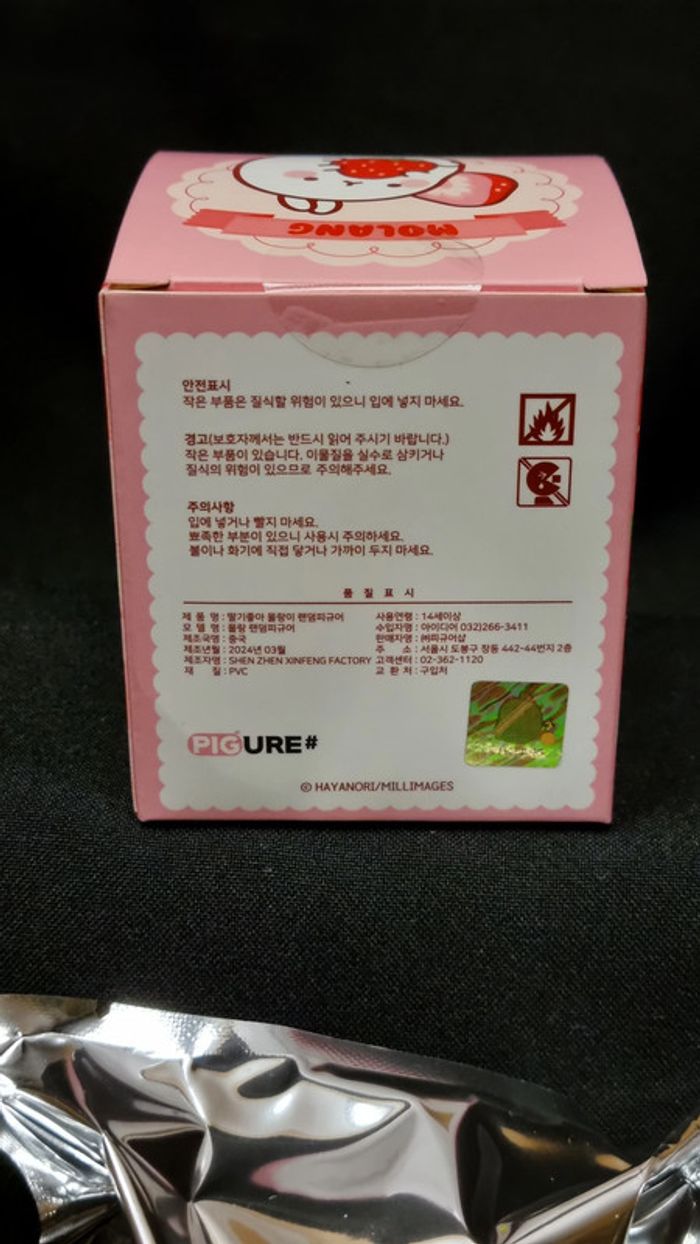 MOLANG
안전표시
작은 부품은 질식할 위험이 있으니 입에 넣지 마세요.
경고(보호자께서는 반드시 읽어 주시기 바랍니다.)
작은 부품이 있습니다. 이물질을 실수로 삼키거나
질식의 위험이 있으므로 주의해주세요.
주의사항
입에 넣거나 빨지 마세요.
뾰족한 부분이 있으니 사용시 주의하세요.
불이나 화기에 직접 닿거나 가까이 두지 마세요.
품 질 표 시
제 품 명 : 딸기좋아 몰랑이 랜덤피규어
모 델 명 : 몰랑 랜덤피규어
제조국명 : 중국
제조년월 : 2024년 03월
제조자명 : SHEN ZHEN XINFENG FACTORY
재 질 : PVC
사용연령 : 14세이상
수입자명 : 아이디어 032)266-3411
판매자명 : ㈜피규어샵
주 소 : 서울시 도봉구 창동 442-44번지 2층
고객센터 : 02-362-1120
교 환 처 : 구입처
PIGURE#
© HAYANORI/MILLIMAGES